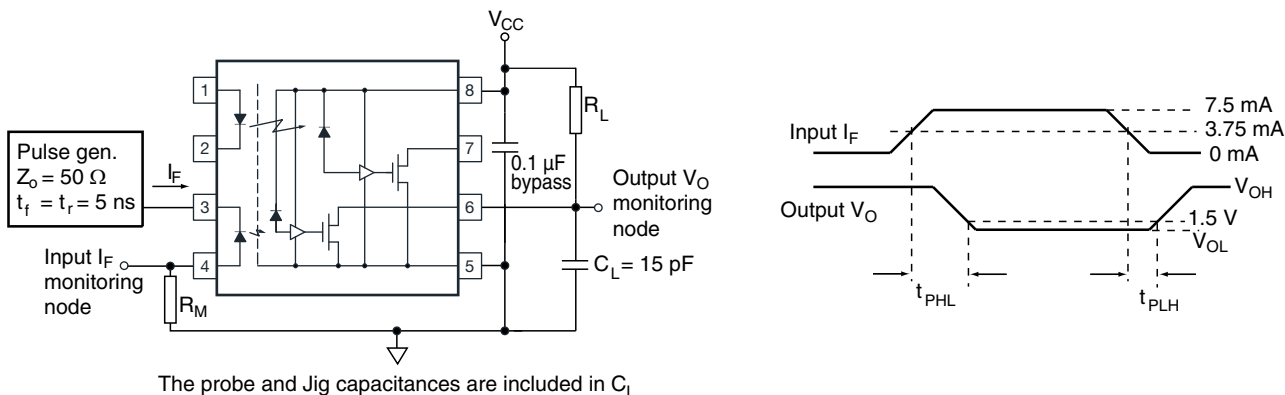 V_CC
1
8
R_L
2
7
0.1 µF
bypass
Pulse gen.
Z_o = 50 Ω
t_f = t_r = 5 ns
I_F
3
6
Output V_O
monitoring
node
Input I_F
monitoring
node
4
5
C_L = 15 pF
R_M
The probe and Jig capacitances are included in C_L
7.5 mA
Input I_F
3.75 mA
0 mA
V_OH
Output V_O
1.5 V
V_OL
t_PHL
t_PLH